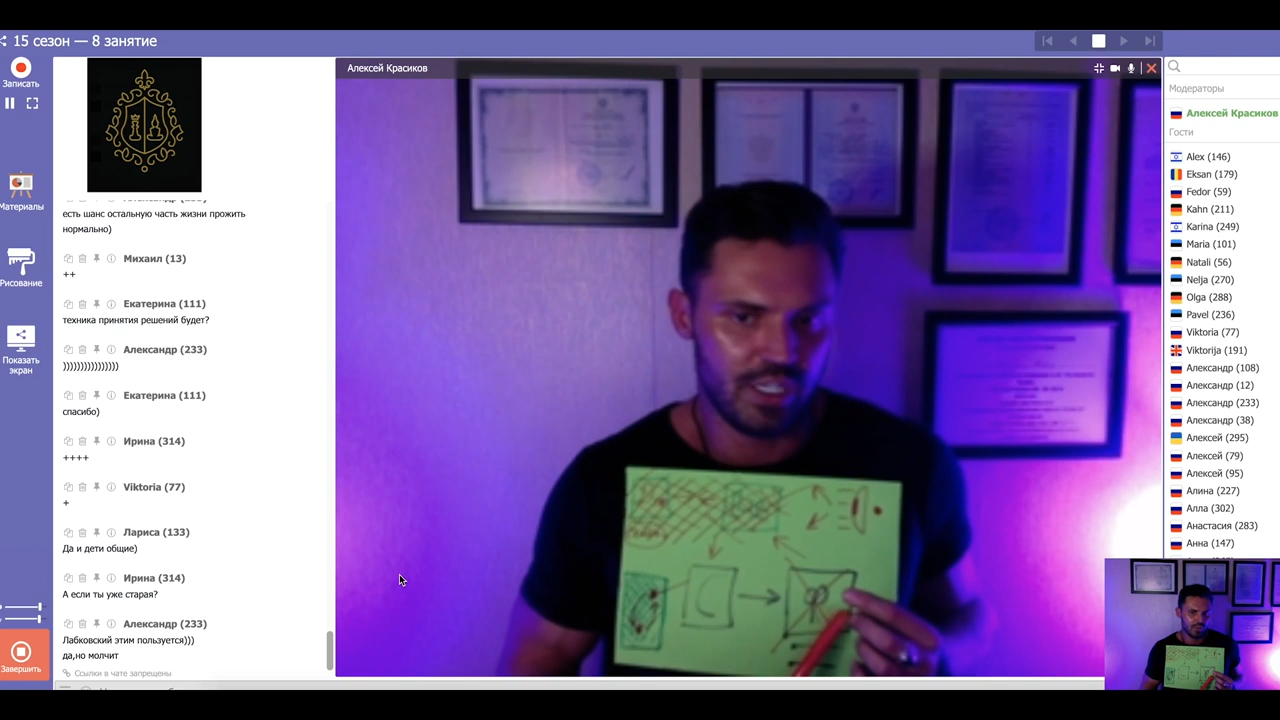 15 сезон — 8 занятие
Записать
Материалы
Рисование
Показать
экран
Завершить
есть шанс остальную часть жизни прожить
нормально)
Михаил (13)
++
Екатерина (111)
техника принятия решений будет?
Александр (233)
)))))))))))))))
Екатерина (111)
спасибо)
Ирина (314)
++++
Viktoria (77)
+
Лариса (133)
Да и дети общие)
Ирина (314)
А если ты уже старая?
Александр (233)
Лабковский этим пользуется)))
да,но молчит
Ссылки в чате запрещены
Алексей Красиков
Модераторы
Алексей Красиков
Гости
Alex (146)
Eksan (179)
Fedor (59)
Kahn (211)
Karina (249)
Maria (101)
Natali (56)
Nelja (270)
Olga (288)
Pavel (236)
Viktoria (77)
Viktorija (191)
Александр (108)
Александр (12)
Александр (233)
Александр (38)
Алексей (295)
Алексей (79)
Алексей (95)
Алина (227)
Алла (302)
Анастасия (283)
Анна (147)